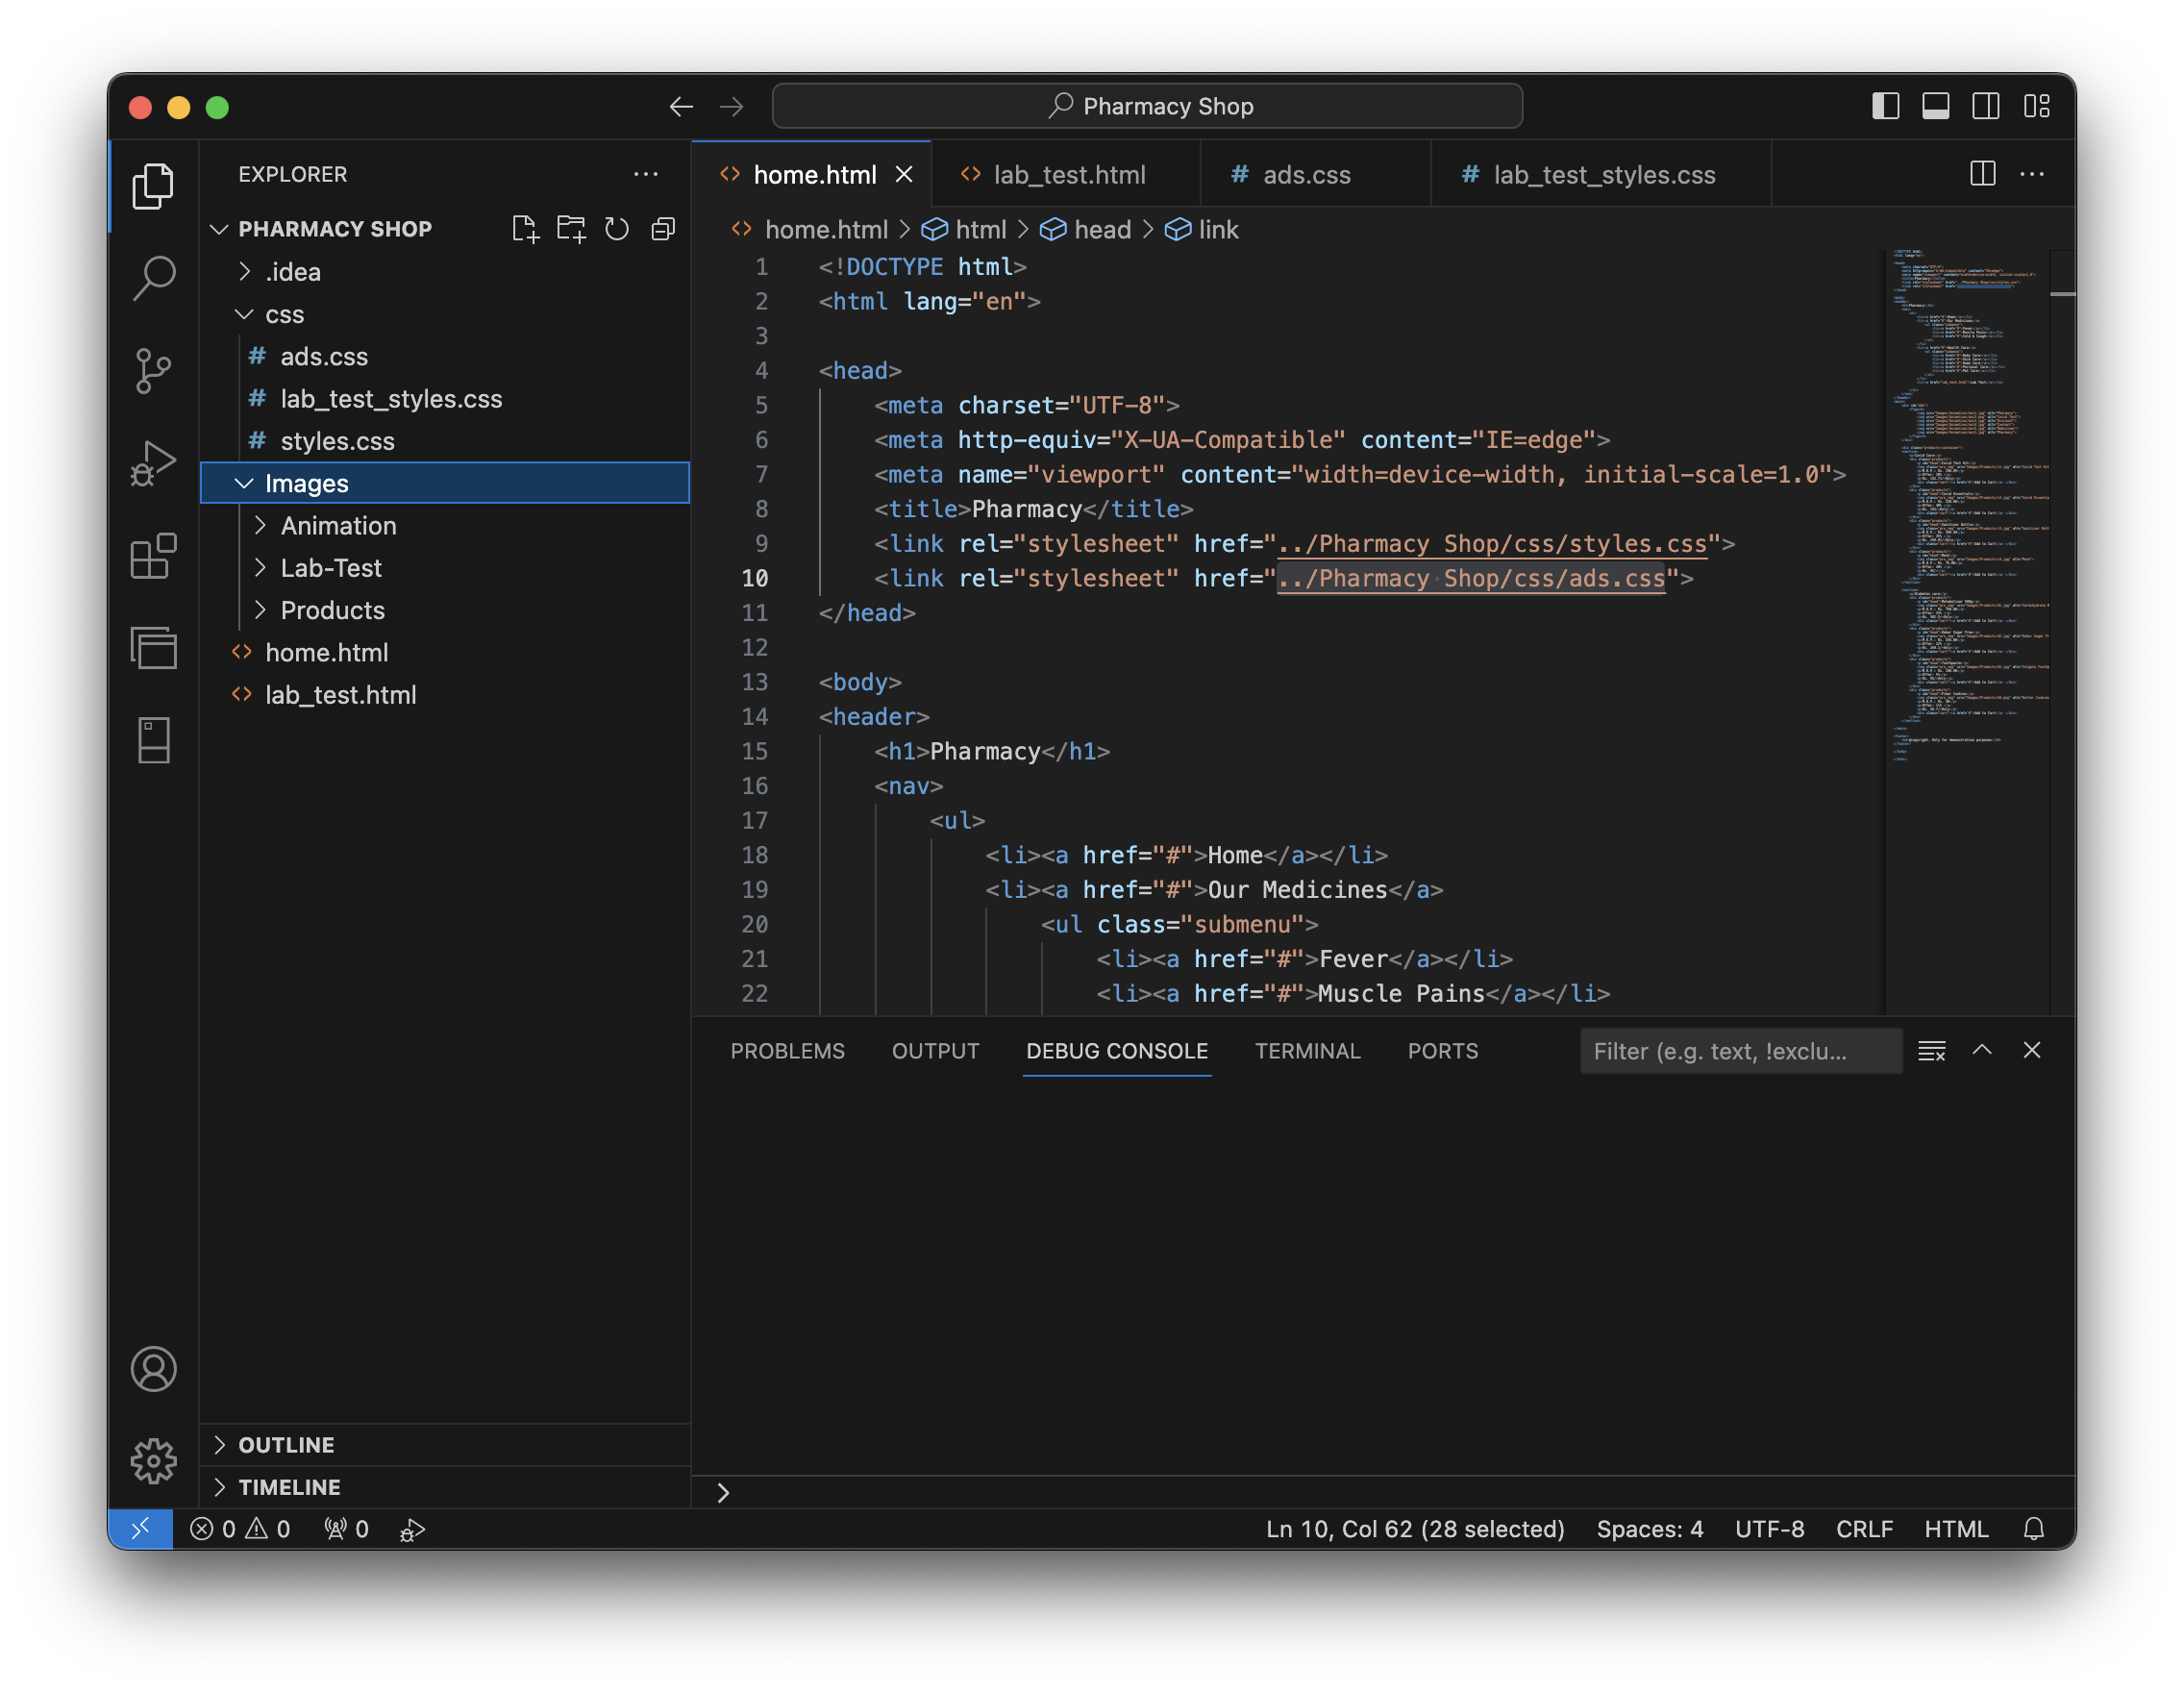 Pharmacy Shop
EXPLORER
PHARMACY SHOP
.idea
css
# ads.css
# lab_test_styles.css
# styles.css
Images
Animation
Lab-Test
Products
<> home.html
<> lab_test.html
OUTLINE
TIMELINE
<> home.html
<> lab_test.html
# ads.css
# lab_test_styles.css
<> home.html > html > head > link
1 <!DOCTYPE html>
2 <html lang="en">
3
4 <head>
5 <meta charset="UTF-8">
6 <meta http-equiv="X-UA-Compatible" content="IE=edge">
7 <meta name="viewport" content="width=device-width, initial-scale=1.0">
8 <title>Pharmacy</title>
9 <link rel="stylesheet" href="../Pharmacy Shop/css/styles.css">
10 <link rel="stylesheet" href="../Pharmacy Shop/css/ads.css">
11 </head>
12
13 <body>
14 <header>
15 <h1>Pharmacy</h1>
16 <nav>
17 <ul>
18 <li><a href="#">Home</a></li>
19 <li><a href="#">Our Medicines</a>
20 <ul class="submenu">
21 <li><a href="#">Fever</a></li>
22 <li><a href="#">Muscle Pains</a></li>
PROBLEMS OUTPUT DEBUG CONSOLE TERMINAL PORTS
Filter (e.g. text, !exclu...
0 0 0
Ln 10, Col 62 (28 selected) Spaces: 4 UTF-8 CRLF HTML